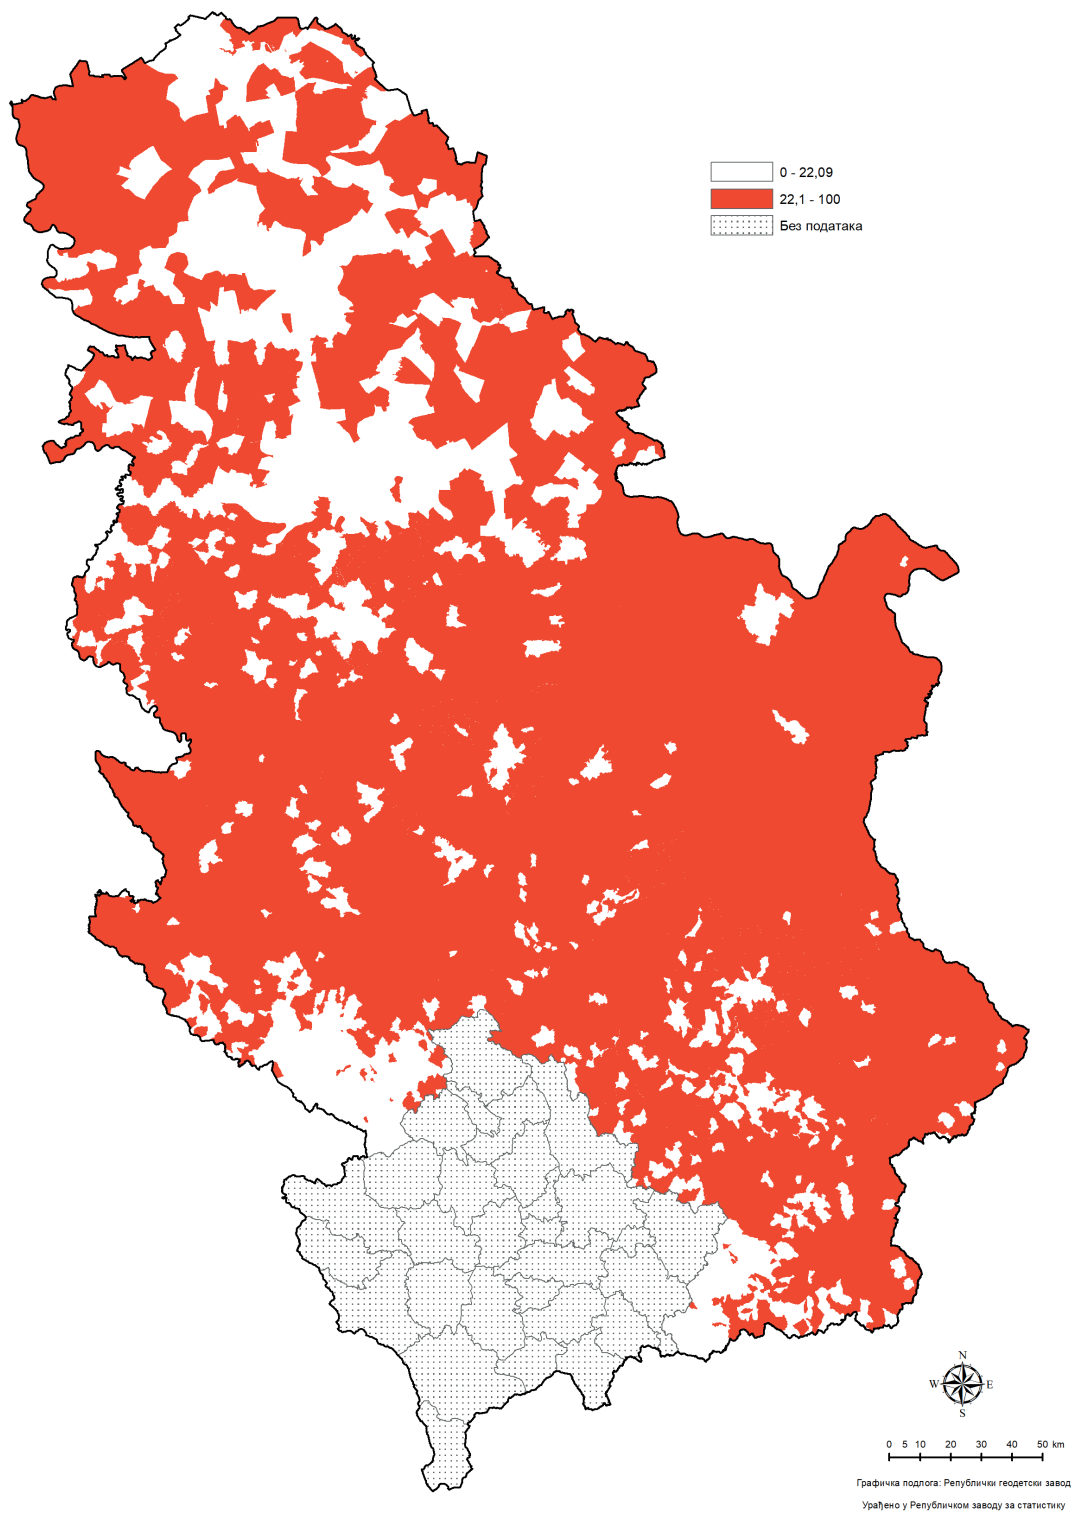 0 - 22,09
22,1 - 100
Без података
N
W E
S
0 5 10 20 30 40 50 km
Графичка подлога: Републички геодетски завод
Урађено у Републичком заводу за статистику